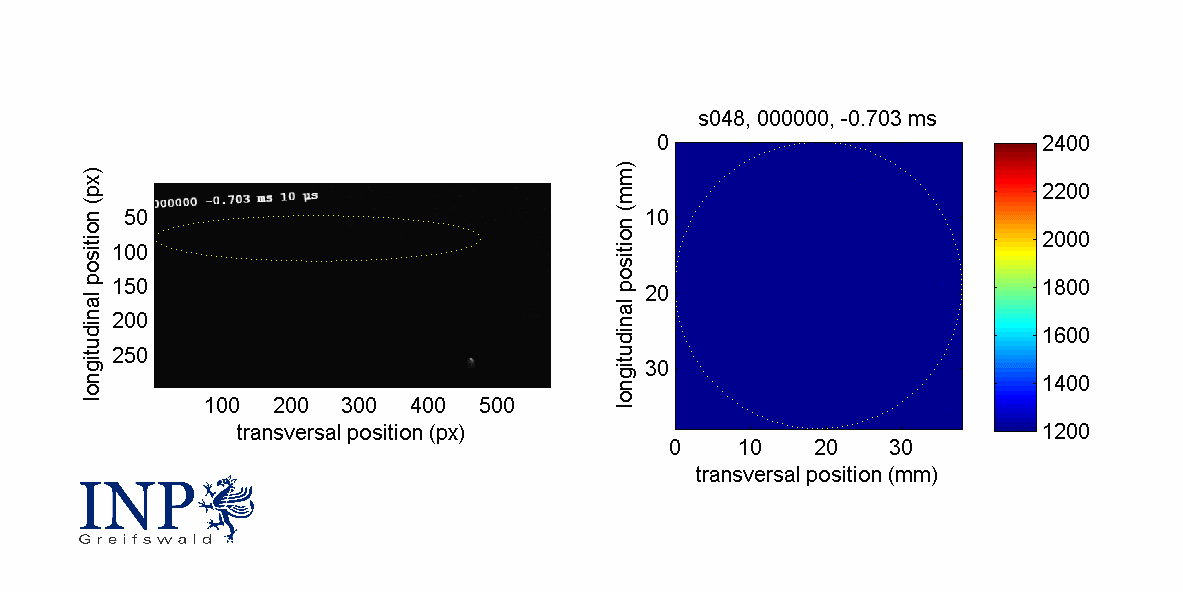 000000 -0.703 ms 10 µs
longitudinal position (px)
50
100
150
200
250
100 200 300 400 500
transversal position (px)
s048, 000000, -0.703 ms
longitudinal position (mm)
0
10
20
30
0 10 20 30
transversal position (mm)
2400
2200
2000
1800
1600
1400
1200
INP
Greifswald